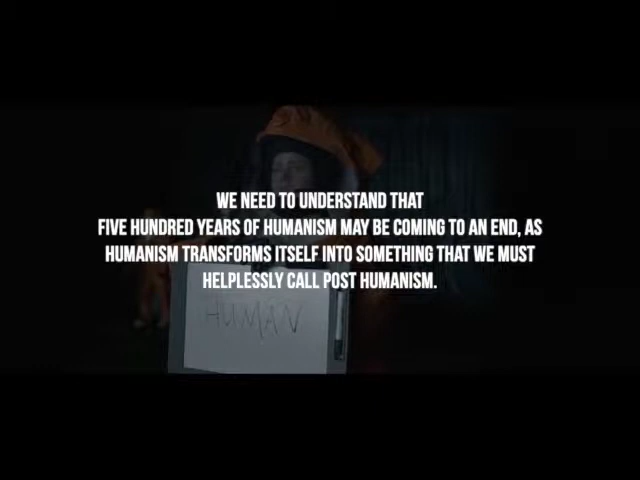 WE NEED TO UNDERSTAND THAT
FIVE HUNDRED YEARS OF HUMANISM MAY BE COMING TO AN END, AS
HUMANISM TRANSFORMS ITSELF INTO SOMETHING THAT WE MUST
HELPLESSLY CALL POST HUMANISM.
HUMAN